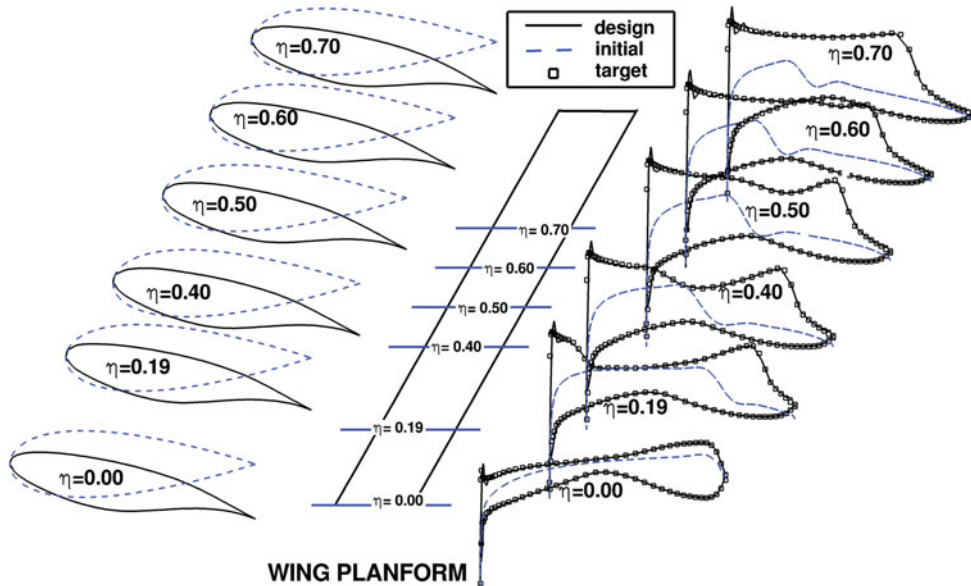 design
initial
target
η=0.70
η=0.60
η=0.50
η=0.40
η=0.19
η=0.00
η= 0.70
η= 0.60
η= 0.50
η= 0.40
η= 0.19
η= 0.00
WING PLANFORM
η=0.70
η=0.60
η=0.50
η=0.40
η=0.19
η=0.00